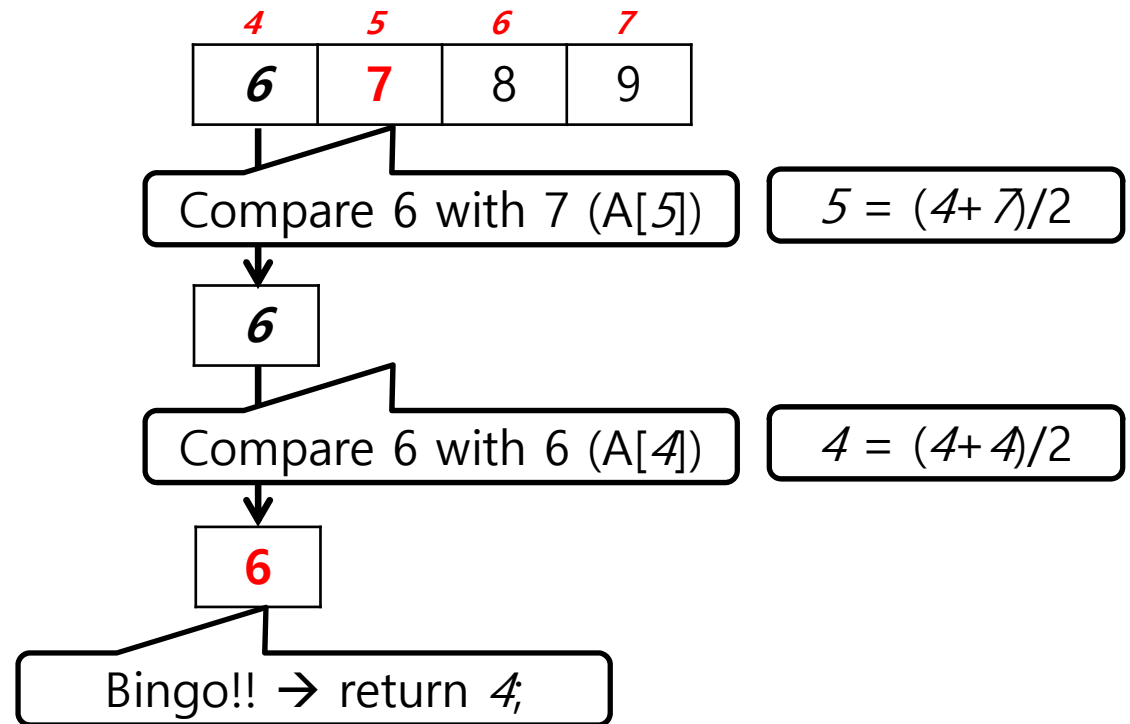 4 5 6 7
6 7 8 9
Compare 6 with 7 (A[5])
5 = (4+7)/2
6
Compare 6 with 6 (A[4])
4 = (4+4)/2
6
Bingo!! → return 4;